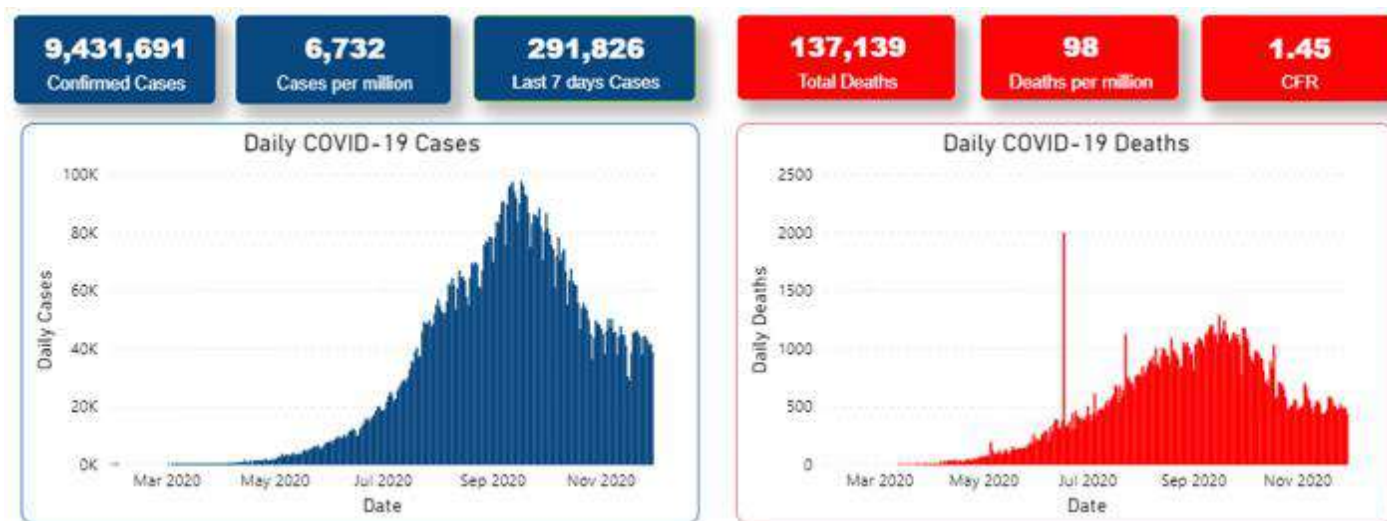 9,431,691
Confirmed Cases
6,732
Cases per million
291,826
Last 7 days Cases
137,139
Total Deaths
98
Deaths per million
1.45
CFR
Daily COVID-19 Cases
100K
80K
60K
40K
20K
0K
Daily Cases
Mar 2020 May 2020 Jul 2020 Sep 2020 Nov 2020
Date
Daily COVID-19 Deaths
2500
2000
1500
1000
500
0
Daily Deaths
Mar 2020 May 2020 Jul 2020 Sep 2020 Nov 2020
Date